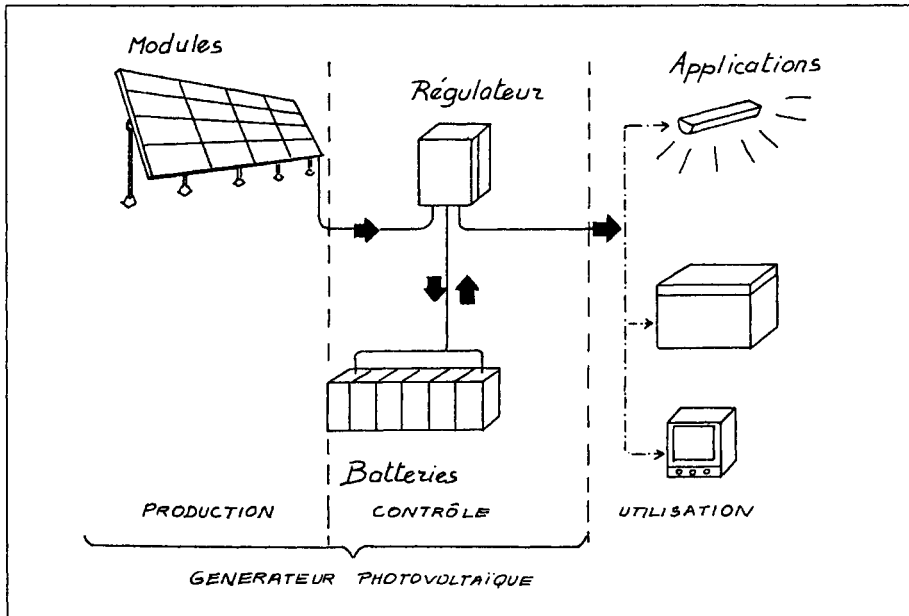 Modules
Régulateur
Applications
Batteries
PRODUCTION CONTRÔLE UTILISATION
GENERATEUR PHOTOVOLTAÏQUE